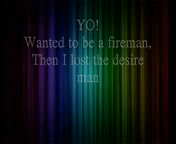 YO!
Wanted to be a fireman,
Then I lost the desire
man